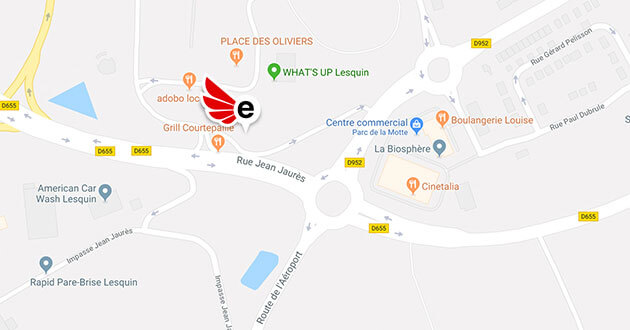 PLACE DES OLIVIERS
D952
Rue Gérard Pelisson
WHAT'S UP Lesquin
adobo loc
e
D655
Grill Courtepaille
Centre commercial
Parc de la Motte
Boulangerie Louise
Rue Paul Dubrule
La Biosphère
D655
D655
Rue Jean Jaurès
D952
Cinetalia
American Car
Wash Lesquin
D655
D655
D655
Impasse Jean Jaurès
Rapid Pare-Brise Lesquin
Impasse Jean Jaurès
Route de l'Aéroport